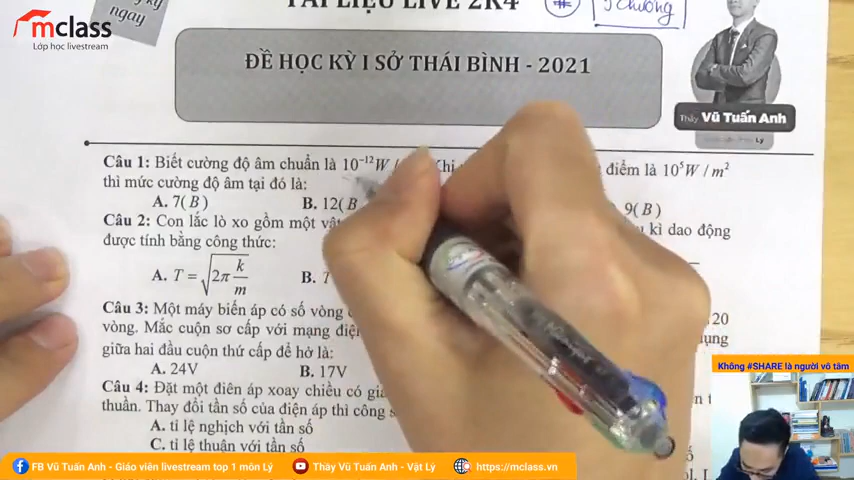 ngay
mclass
Lớp học livestream
TÀI LIỆU LIVE 2K4
# 5 Chương
ĐỀ HỌC KỲ I SỞ THÁI BÌNH - 2021
Thầy Vũ Tuấn Anh
Câu 1: Biết cường độ âm chuẩn là 10⁻¹²W / Khi điểm là 10⁵W / m²
thì mức cường độ âm tại đó là:
A. 7(B) B. 12(B 9(B)
Câu 2: Con lắc lò xo gồm một vật kì dao động
được tính bằng công thức:
A. T = √(2π k/m) B. T
Câu 3: Một máy biến áp có số vòng 20
vòng. Mắc cuộn sơ cấp với mạng điện dụng
giữa hai đầu cuộn thứ cấp để hở là:
A. 24V B. 17V
Câu 4: Đặt một điện áp xoay chiều có
thuần. Thay đổi tần số của điện áp thì công
A. tỉ lệ nghịch với tần số
C. tỉ lệ thuận với tần số
Không #SHARE là người vô tâm
FB Vũ Tuấn Anh - Giáo viên livestream top 1 môn Lý
Thầy Vũ Tuấn Anh - Vật Lý
https://mclass.vn